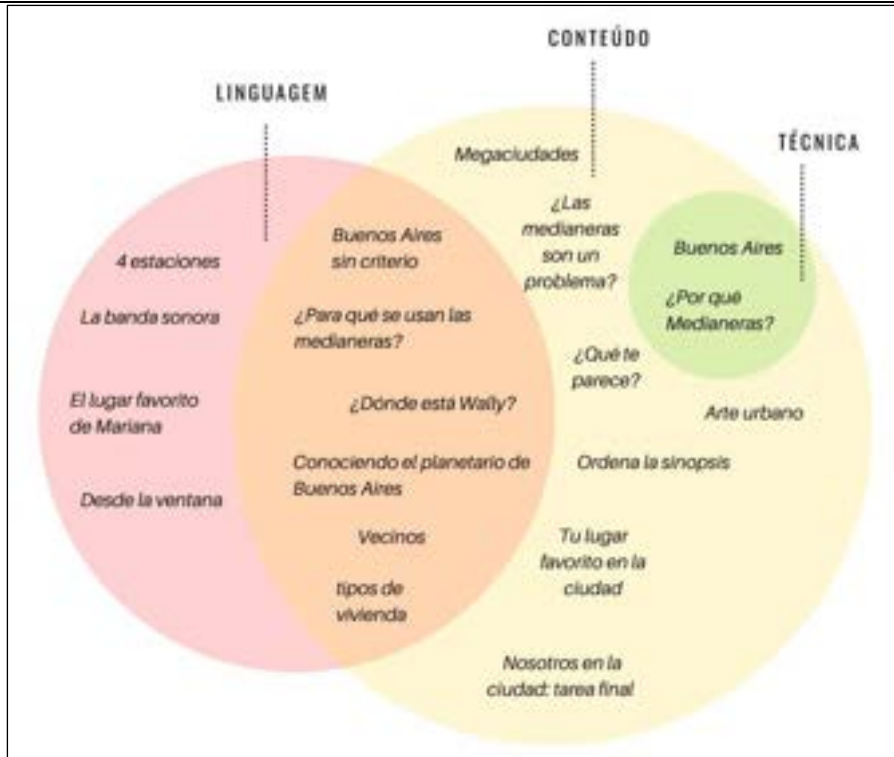 CONTEÚDO
LINGUAGEM
TÉCNICA
Megaciudades
¿Las
medianeras
son un
problema?
Buenos Aires
sin criterio
4 estaciones
Buenos Aires
¿Por qué
Medianeras?
La banda sonora
¿Para qué se usan las
medianeras?
¿Qué te
parece?
El lugar favorito
de Mariana
¿Dónde está Wally?
Arte urbano
Conociendo el planetario de
Buenos Aires
Ordena la sinopsis
Desde la ventana
Vecinos
Tu lugar
favorito en la
ciudad
tipos de
vivienda
Nosotros en la
ciudad: tarea final